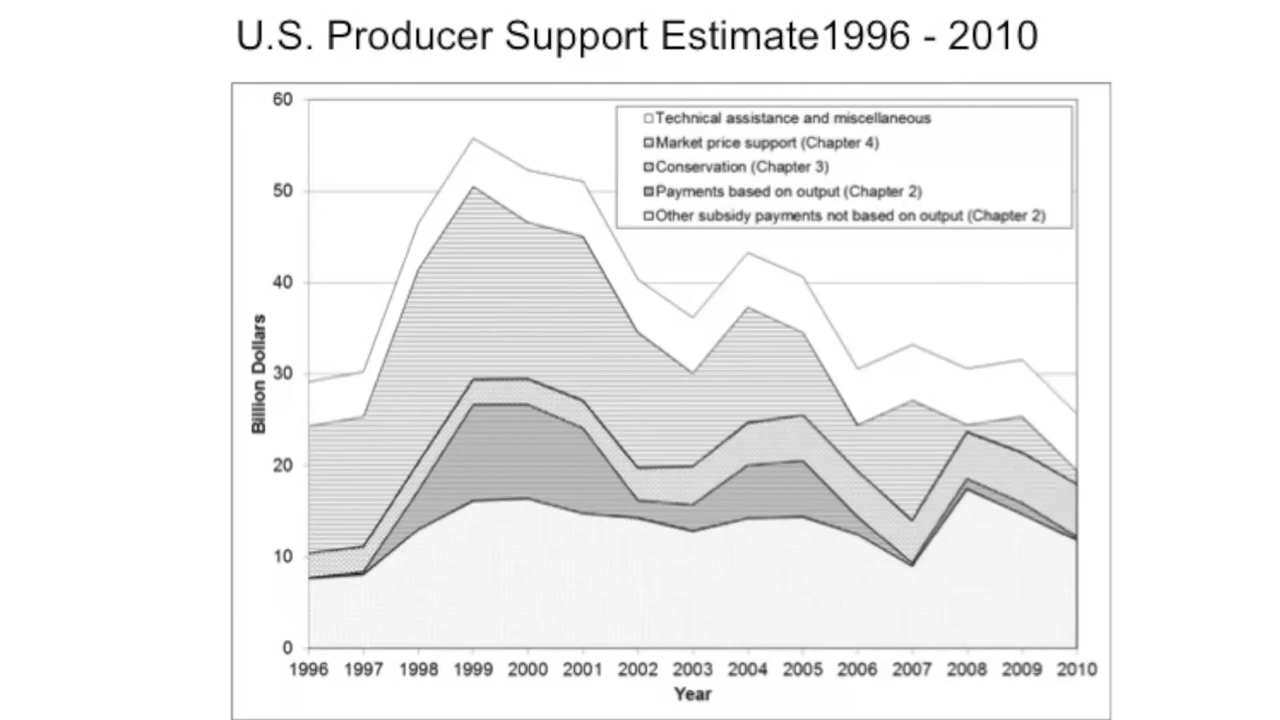 U.S. Producer Support Estimate1996 - 2010
60
Technical assistance and miscellaneous
Market price support (Chapter 4)
Conservation (Chapter 3)
Payments based on output (Chapter 2)
Other subsidy payments not based on output (Chapter 2)
50
40
30
20
10
0
Billion Dollars
1996 1997 1998 1999 2000 2001 2002 2003 2004 2005 2006 2007 2008 2009 2010
Year